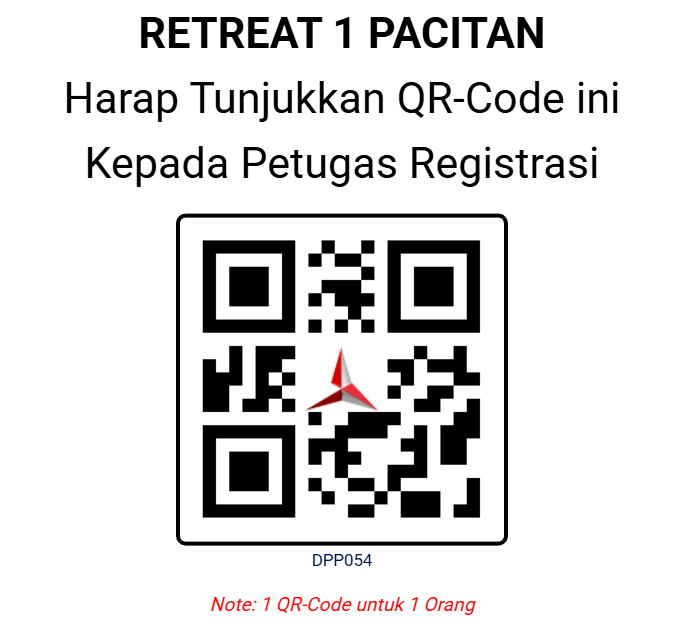 RETREAT 1 PACITAN
Harap Tunjukkan QR-Code ini
Kepada Petugas Registrasi
DPP054
Note: 1 QR-Code untuk 1 Orang